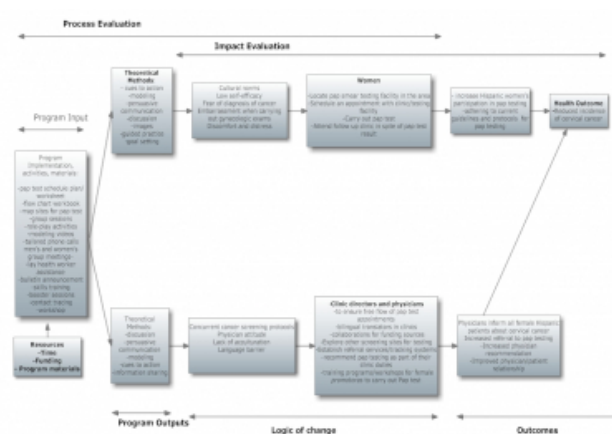 Process Evaluation
Impact Evaluation
Program Input
Program
Implementation,
activities, materials:
-pap test schedule plan/
worksheet
-flow chart workbook
-map sites for pap test
-group sessions
-role-play activities
-modeling videos,
-tailored phone calls
men's and women's
group meetings-
-lay health worker
assistance
-bulletin announcement
-skills training
-booster sessions
-contact tracing
-workshop
Resources
-Time
-Funding
- Program materials
Theoretical
Methods
- cues to action
- modeling
persuasive
communication
- discussion
- images
- guided practice
goal setting
Cultural norms
Low self-efficacy
Fear of diagnosis of cancer
Embarrassment when carrying
out gynecologic exams
Discomfort and distress
Women
-Locate pap smear testing facility in the area
-Schedule an appointment with clinic/testing
facility
-Carry out pap test
-Attend follow up clinic in spite of pap test
result
- increase Hispanic women's
participation in pap testing
-adhering to current
guidelines and protocols for
pap testing
Health Outcome
-Reduced incidence
of cervical cancer
Theoretical
Methods:
-discussion
- persuasive
communication
- modeling
-cues to action
-information sharing
Concurrent cancer screening protocols
Physician attitude
Lack of acculturation
Language barrier
-Clinic directors and physicians
-to ensure free flow of pap test
appointments
-bilingual translators in clinics
- collaborations for funding sources
-Explore other screening sites for testing
-Establish referral services/tracking systems
- recommend pap testing as part of their
clinic duties
-training programs/workshops for female
promotoras to carry out Pap test
Physicians inform all female Hispanic
patients about cervical cancer
Increased referral to pap testing
-Increased physician
recommendation
-Improved physician/patient
relationship
Program Outputs
Logic of change
Outcomes